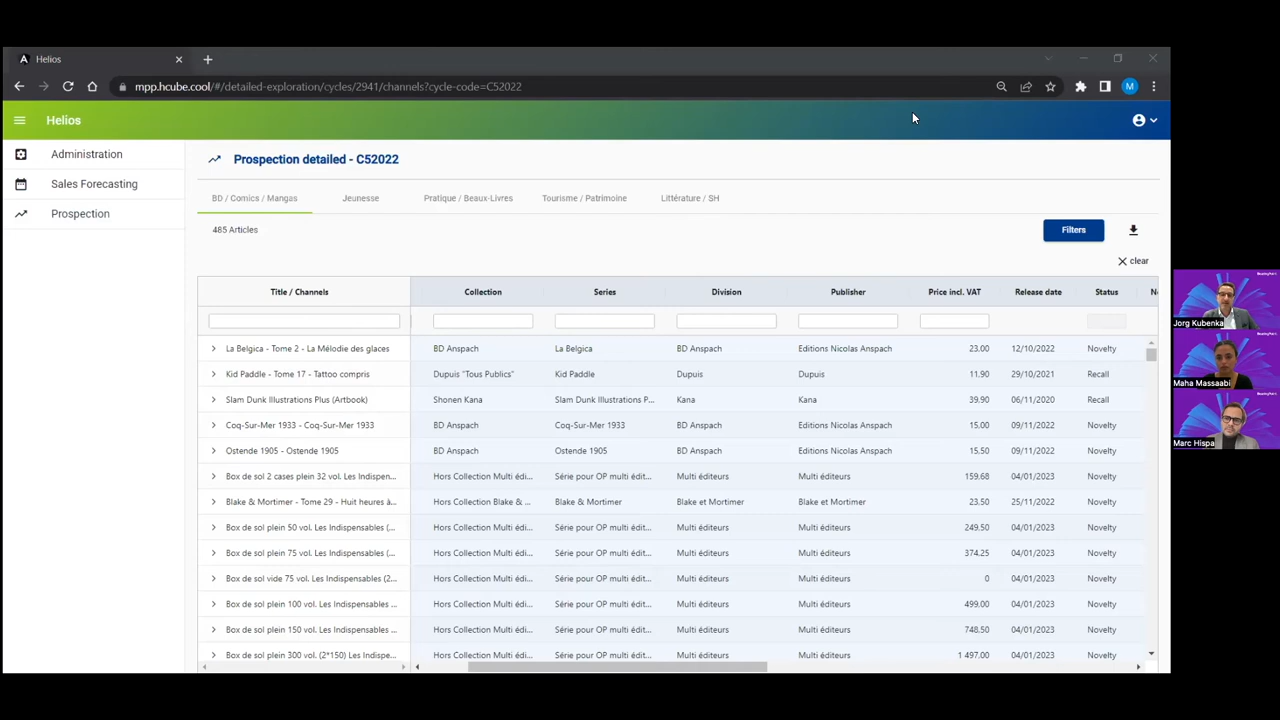 Helios
mpp.hcube.cool/#/detailed-exploration/cycles/2941/channels?cycle-code=C52022
M
Helios
Administration
Sales Forecasting
Prospection
Prospection detailed - C52022
BD / Comics / Mangas Jeunesse Pratique / Beaux-Livres Tourisme / Patrimoine Littérature / SH
485 Articles
Filters
clear
Title / Channels Collection Series Division Publisher Price incl. VAT Release date Status
La Belgica - Tome 2 - La Mélodie des glaces BD Anspach La Belgica BD Anspach Editions Nicolas Anspach 23.00 12/10/2022 Novelty
Kid Paddle - Tome 17 - Tattoo compris Dupuis "Tous Publics" Kid Paddle Dupuis Dupuis 11.90 29/10/2021 Recall
Slam Dunk Illustrations Plus (Artbook) Shonen Kana Slam Dunk Illustrations P... Kana Kana 39.90 06/11/2020 Recall
Coq-Sur-Mer 1933 - Coq-Sur-Mer 1933 BD Anspach Coq-Sur-Mer 1933 BD Anspach Editions Nicolas Anspach 15.00 09/11/2022 Novelty
Ostende 1905 - Ostende 1905 BD Anspach Ostende 1905 BD Anspach Editions Nicolas Anspach 15.50 09/11/2022 Novelty
Box de sol 2 cases plein 32 vol. Les Indispen... Hors Collection Multi édi... Série pour OP multi édit... Multi éditeurs Multi éditeurs 159.68 04/01/2023 Novelty
Blake & Mortimer - Tome 29 - Huit heures à... Hors Collection Blake & ... Blake & Mortimer Blake et Mortimer Blake et Mortimer 23.50 25/11/2022 Novelty
Box de sol plein 50 vol. Les Indispensables (... Hors Collection Multi édi... Série pour OP multi édit... Multi éditeurs Multi éditeurs 249.50 04/01/2023 Novelty
Box de sol plein 75 vol. Les Indispensables (... Hors Collection Multi édi... Série pour OP multi édit... Multi éditeurs Multi éditeurs 374.25 04/01/2023 Novelty
Box de sol vide 75 vol. Les Indispensables (2... Hors Collection Multi édi... Série pour OP multi édit... Multi éditeurs Multi éditeurs 0 04/01/2023 Novelty
Box de sol plein 100 vol. Les Indispensables ... Hors Collection Multi édi... Série pour OP multi édit... Multi éditeurs Multi éditeurs 499.00 04/01/2023 Novelty
Box de sol plein 150 vol. Les Indispensables ... Hors Collection Multi édi... Série pour OP multi édit... Multi éditeurs Multi éditeurs 748.50 04/01/2023 Novelty
Box de sol plein 300 vol. (2*150) Les Indispe... Hors Collection Multi édi... Série pour OP multi édit... Multi éditeurs Multi éditeurs 1 497.00 04/01/2023 Novelty
Jorg Kubenka
Maha Massaabi
Marc Hispa